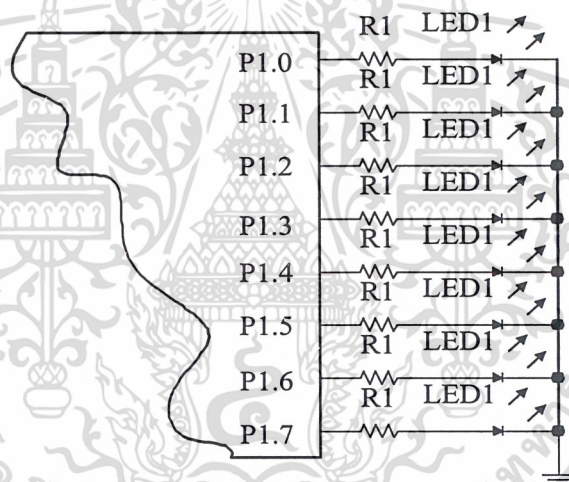 R1 LED1
P1.0
R1 LED1
P1.1
R1 LED1
P1.2
R1 LED1
P1.3
R1 LED1
P1.4
R1 LED1
P1.5
R1 LED1
P1.6
R1 LED1
P1.7